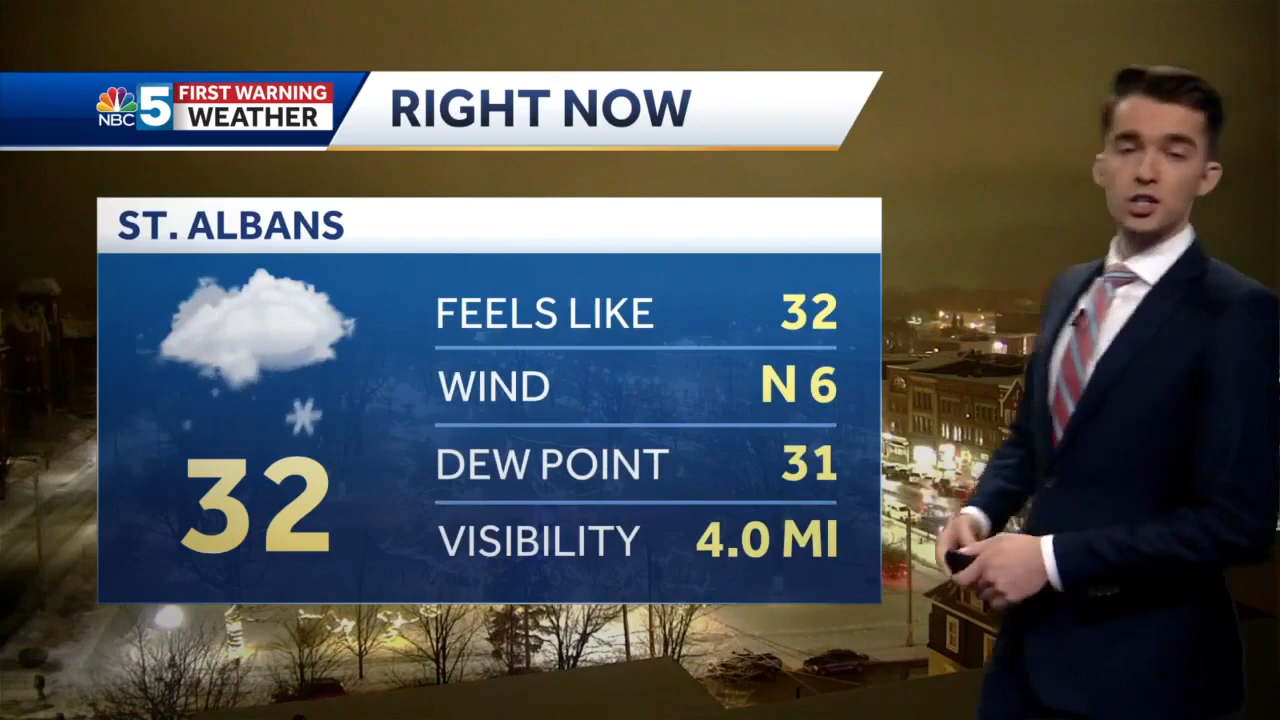 NBC 5 FIRST WARNING
WEATHER
RIGHT NOW
ST. ALBANS
32
FEELS LIKE 32
WIND N 6
DEW POINT 31
VISIBILITY 4.0 MI